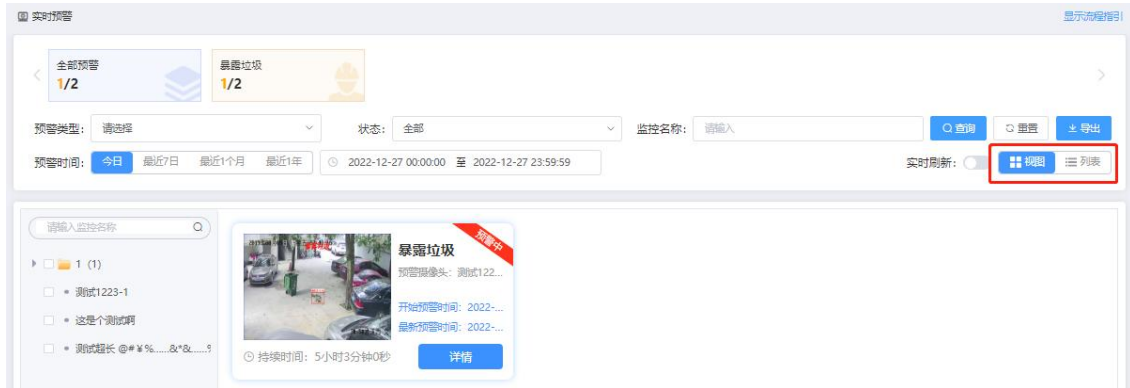 实时预警 显示流程指引
全部预警 暴露垃圾
1/2 1/2
预警类型: 请选择 状态: 全部 监控名称: 请输入 查询 重置 导出
预警时间: 今日 最近7日 最近1个月 最近1年 2022-12-27 00:00:00 至 2022-12-27 23:59:59 实时刷新: 视图 列表
请输入监控名称
1 (1)
测试1223-1
这是个测试啊
测试超长 @#¥%......&*&......9
预警中
暴露垃圾
预警摄像头: 测试122...
开始预警时间: 2022-...
最新预警时间: 2022-...
持续时间: 5小时3分钟0秒 详情